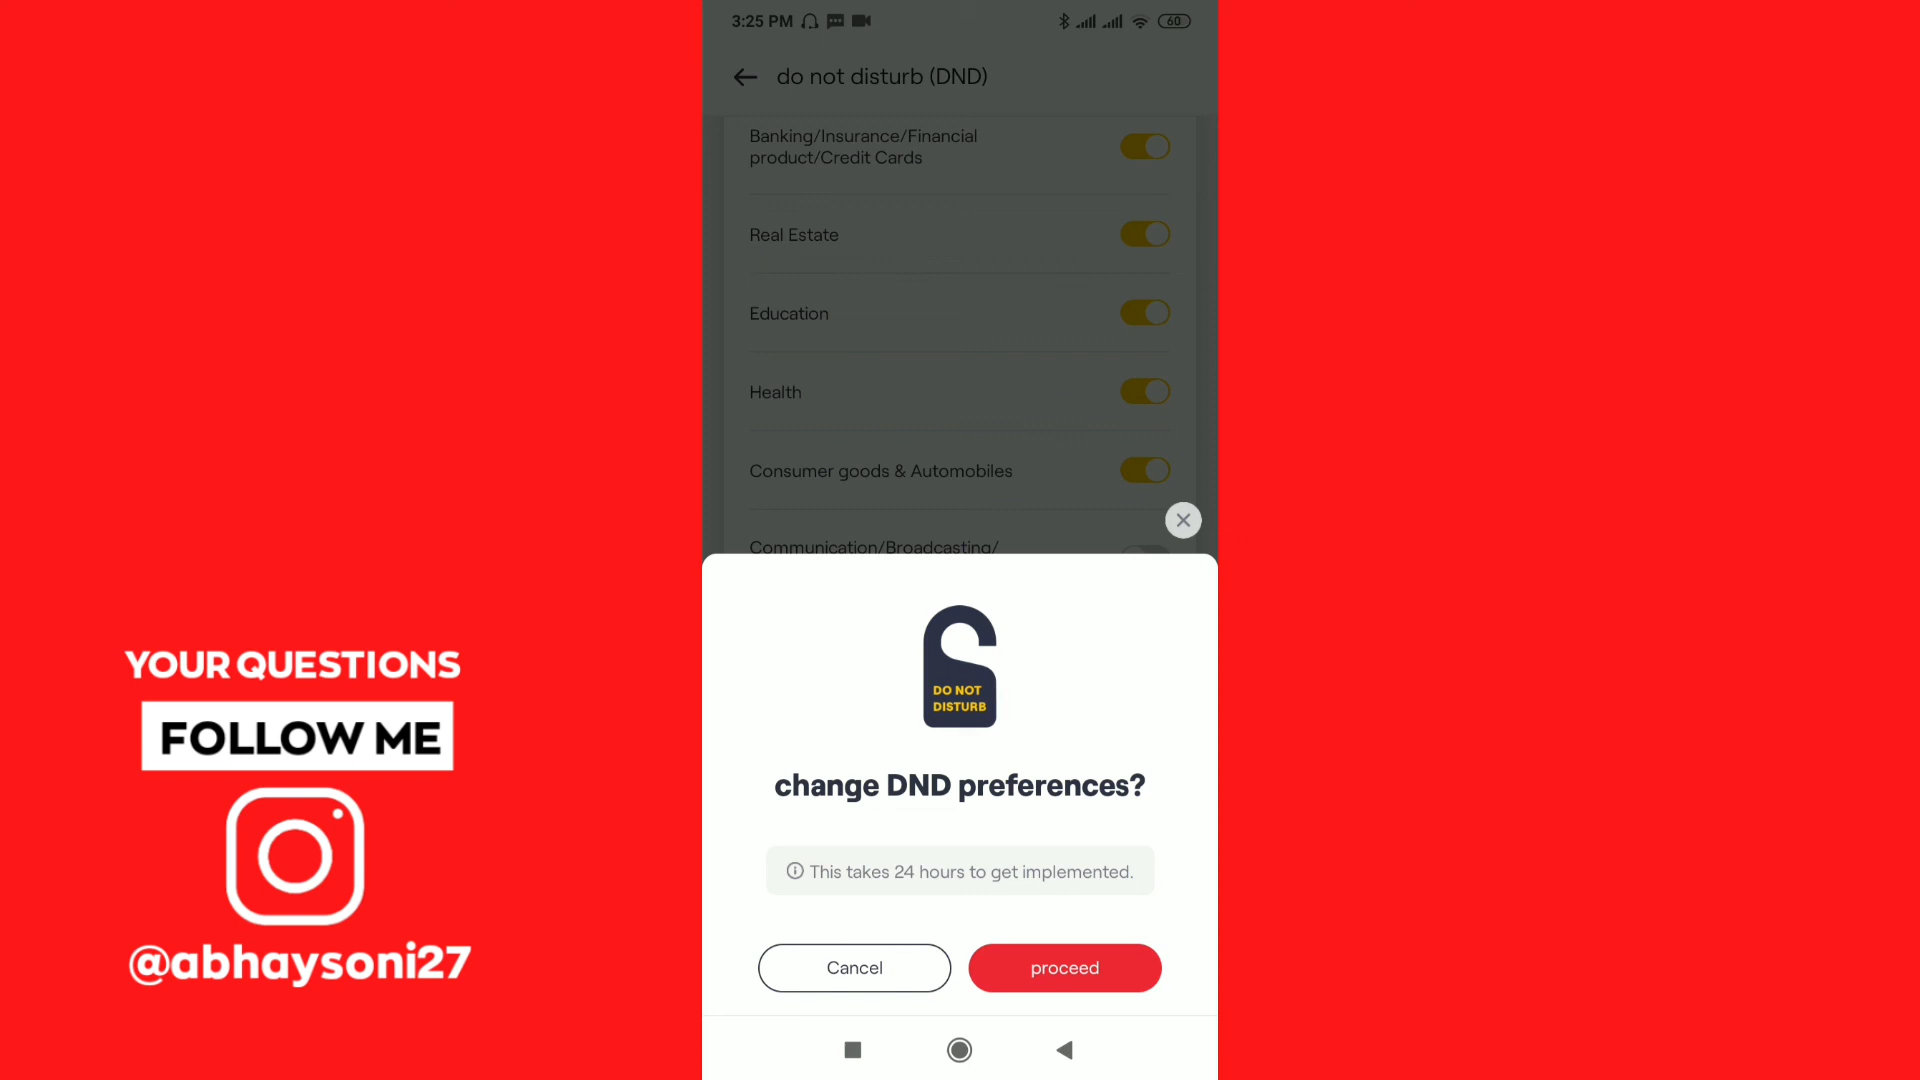 3:25 PM
60
do not disturb (DND)
Banking/Insurance/Financial
product/Credit Cards
Real Estate
Education
Health
Consumer goods & Automobiles
Communication/Broadcasting/
DO NOT
DISTURB
change DND preferences?
This takes 24 hours to get implemented.
Cancel
proceed
YOUR QUESTIONS
FOLLOW ME
@abhaysoni27